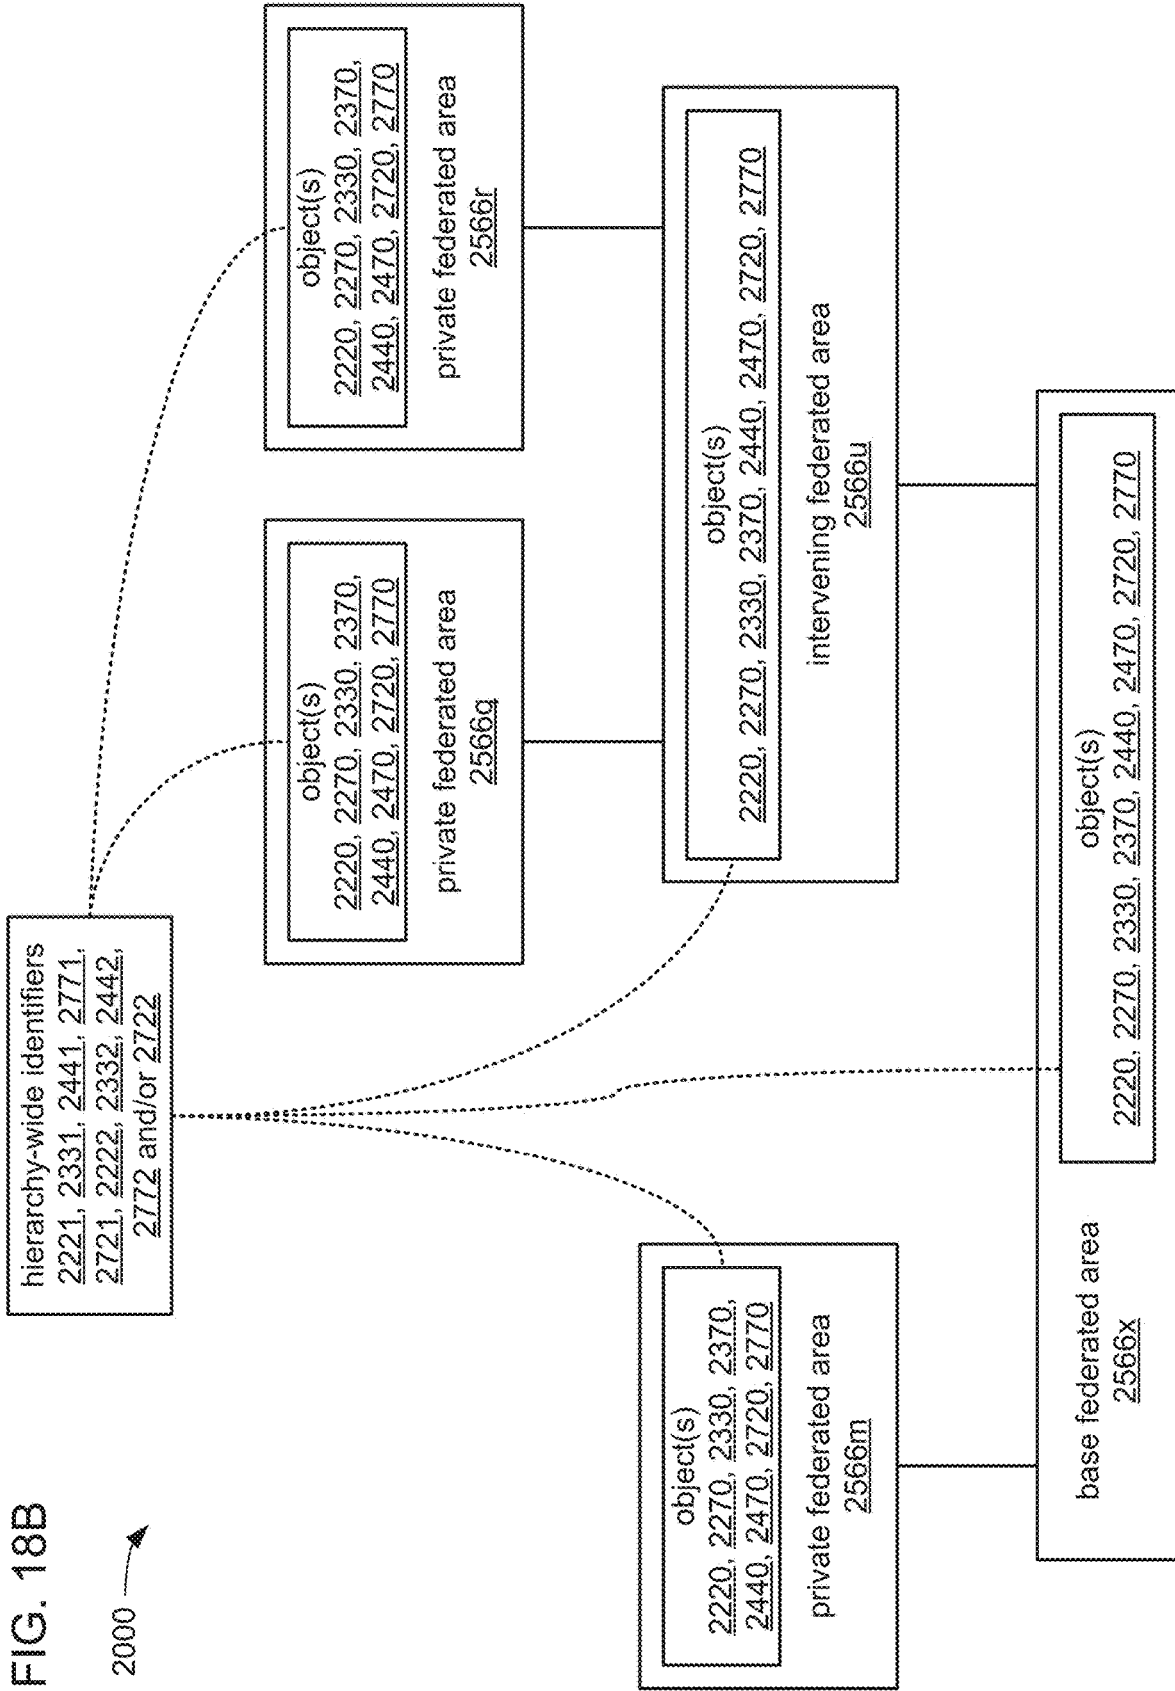 FIG. 18B
2000
hierarchy-wide identifiers
2221, 2331, 2441, 2771,
2721, 2222, 2332, 2442,
2772 and/or 2722
object(s)
2220, 2270, 2330, 2370,
2440, 2470, 2720, 2770
private federated area
2566q
object(s)
2220, 2270, 2330, 2370,
2440, 2470, 2720, 2770
private federated area
2566r
object(s)
2220, 2270, 2330, 2370,
2440, 2470, 2720, 2770
private federated area
2566m
object(s)
2220, 2270, 2330, 2370, 2440, 2470, 2720, 2770
intervening federated area
2566u
base federated area
2566x
object(s)
2220, 2270, 2330, 2370, 2440, 2470, 2720, 2770